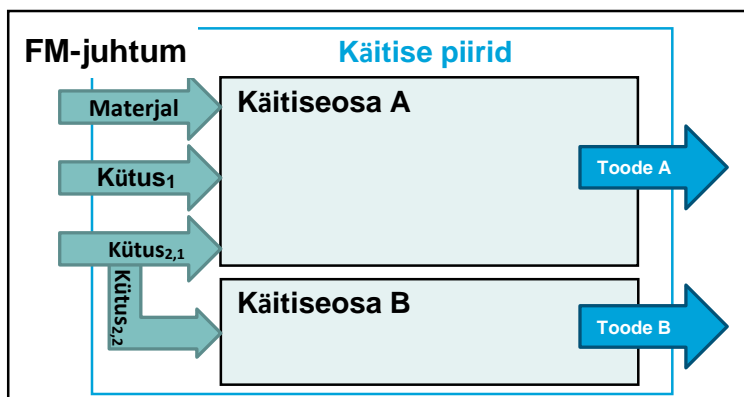 FM-juhtum
Käitise piirid
Materjal
Käitiseosa A
Kütus1
Toode A
Kütus2,1
Kütus2,2
Käitiseosa B
Toode B